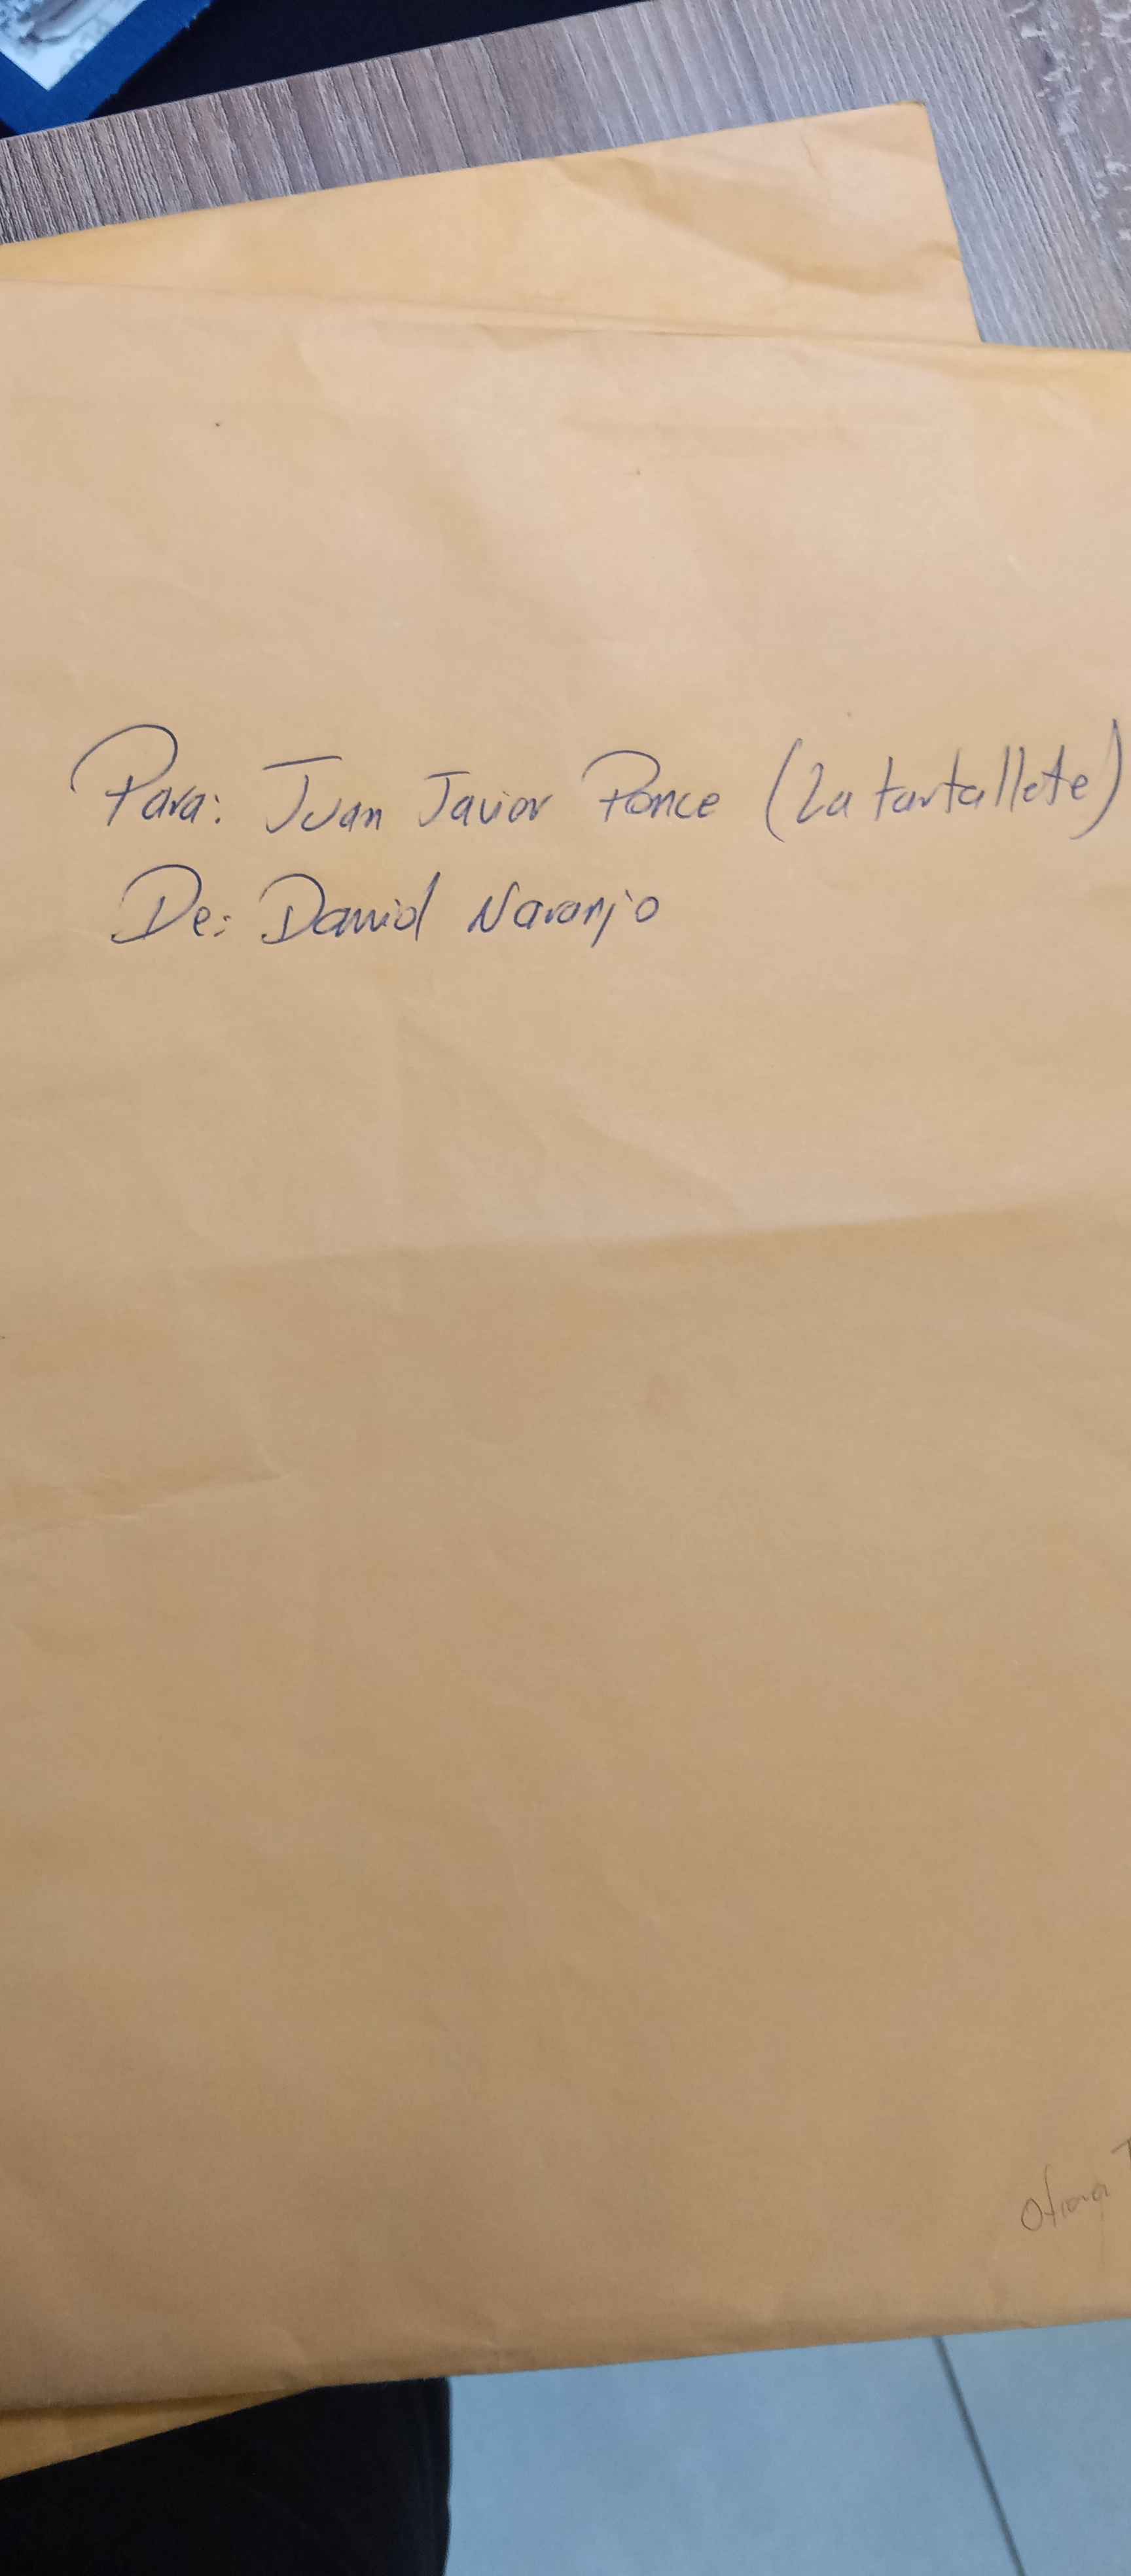 Para: Juan Javier Ponce (La tartallete)
De: David Naranjo